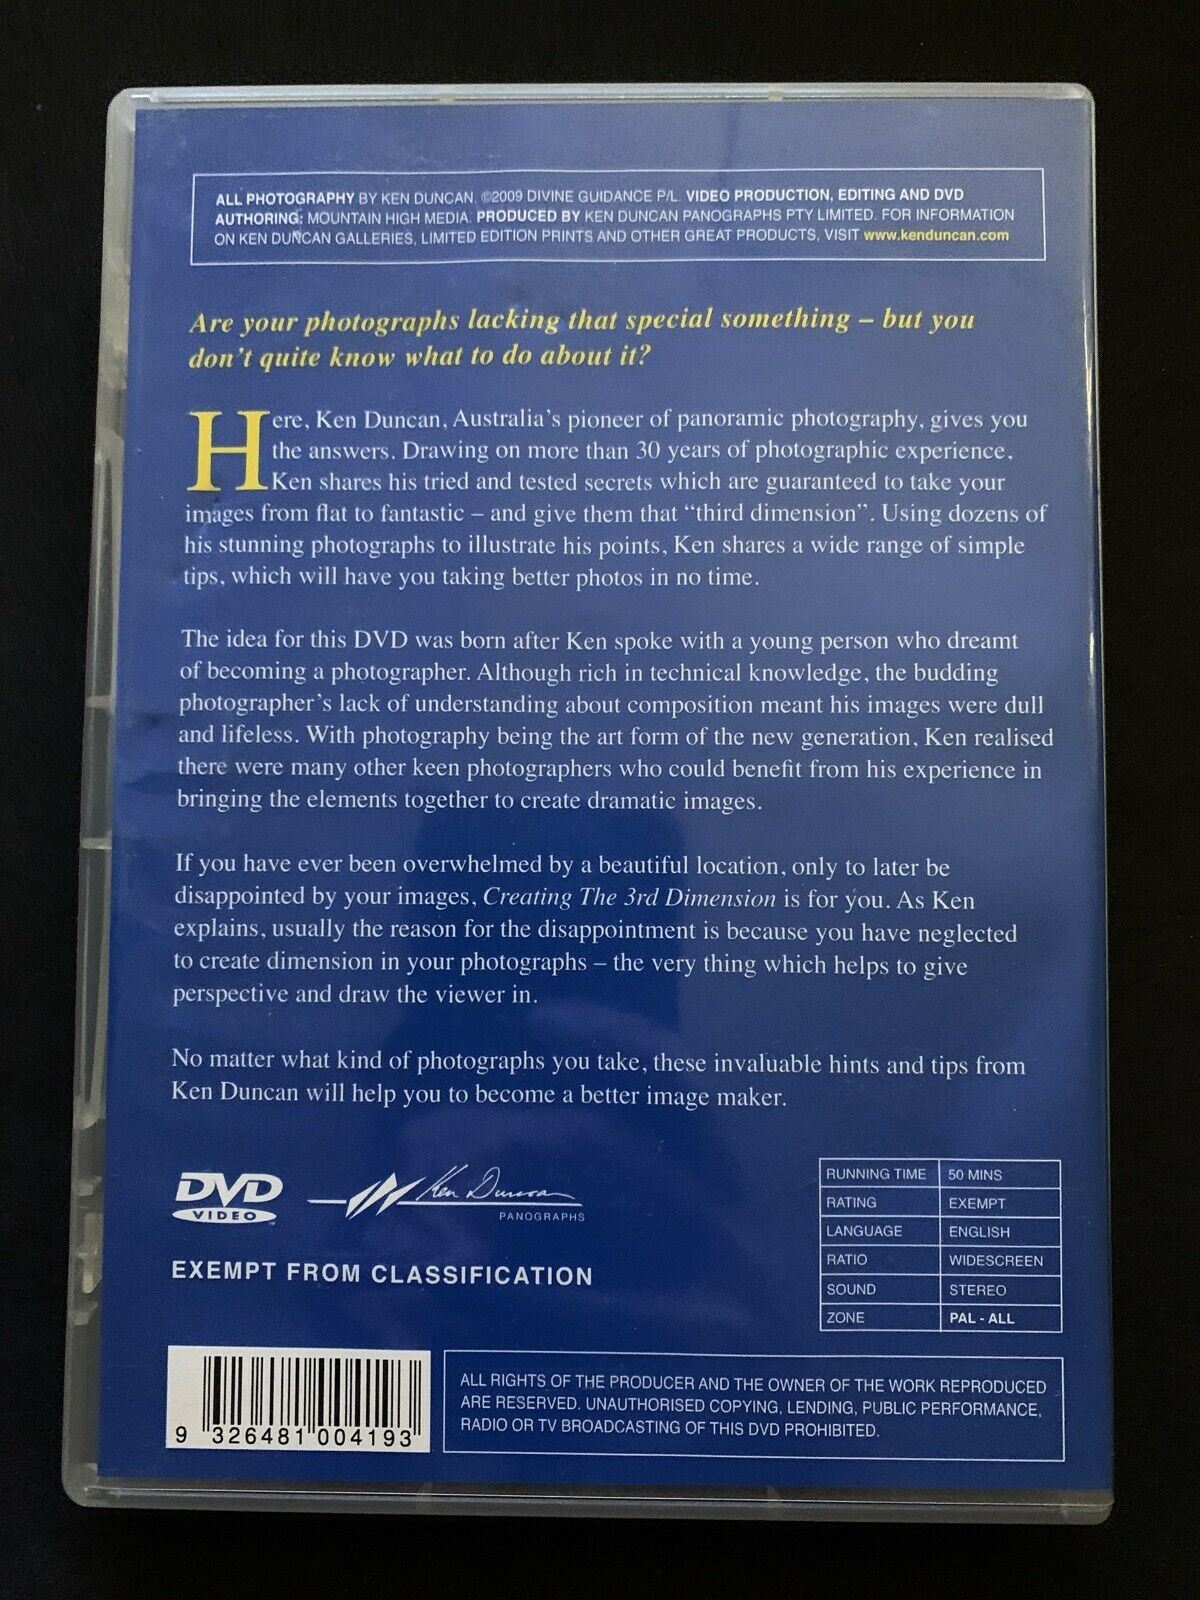 ALL PHOTOGRAPHY BY KEN DUNCAN. ©2009 DIVINE GUIDANCE P/L. VIDEO PRODUCTION, EDITING AND DVD
AUTHORING: MOUNTAIN HIGH MEDIA. PRODUCED BY KEN DUNCAN PANOGRAPHS PTY LIMITED. FOR INFORMATION
ON KEN DUNCAN GALLERIES, LIMITED EDITION PRINTS AND OTHER GREAT PRODUCTS, VISIT www.kenduncan.com
Are your photographs lacking that special something – but you
don't quite know what to do about it?
Here, Ken Duncan, Australia's pioneer of panoramic photography, gives you
the answers. Drawing on more than 30 years of photographic experience,
Ken shares his tried and tested secrets which are guaranteed to take your
images from flat to fantastic – and give them that “third dimension”. Using dozens of
his stunning photographs to illustrate his points, Ken shares a wide range of simple
tips, which will have you taking better photos in no time.
The idea for this DVD was born after Ken spoke with a young person who dreamt
of becoming a photographer. Although rich in technical knowledge, the budding
photographer's lack of understanding about composition meant his images were dull
and lifeless. With photography being the art form of the new generation, Ken realised
there were many other keen photographers who could benefit from his experience in
bringing the elements together to create dramatic images.
If you have ever been overwhelmed by a beautiful location, only to later be
disappointed by your images, Creating The 3rd Dimension is for you. As Ken
explains, usually the reason for the disappointment is because you have neglected
to create dimension in your photographs – the very thing which helps to give
perspective and draw the viewer in.
No matter what kind of photographs you take, these invaluable hints and tips from
Ken Duncan will help you to become a better image maker.
DVD
VIDEO
Ken Duncan
PANOGRAPHS
EXEMPT FROM CLASSIFICATION
RUNNING TIME 50 MINS
RATING EXEMPT
LANGUAGE ENGLISH
RATIO WIDESCREEN
SOUND STEREO
ZONE PAL - ALL
9 326481 004193
ALL RIGHTS OF THE PRODUCER AND THE OWNER OF THE WORK REPRODUCED
ARE RESERVED. UNAUTHORISED COPYING, LENDING, PUBLIC PERFORMANCE,
RADIO OR TV BROADCASTING OF THIS DVD PROHIBITED.